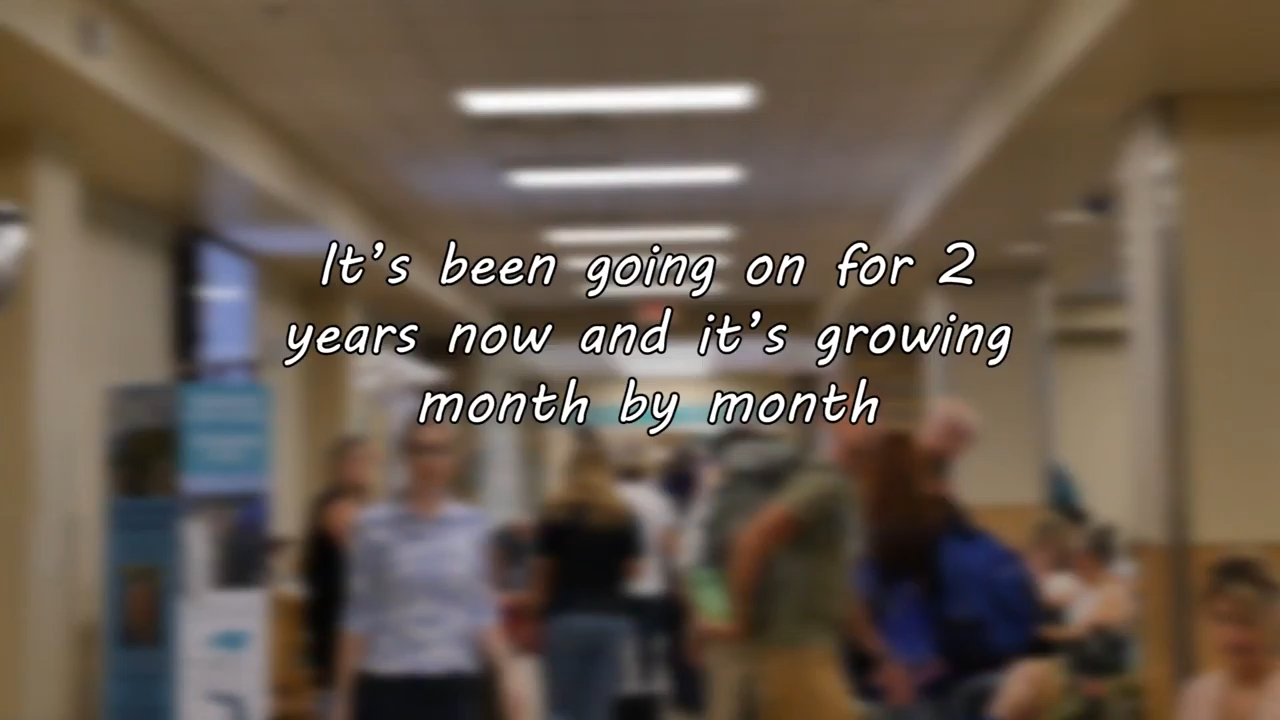 It’s been going on for 2
years now and it’s growing
month by month